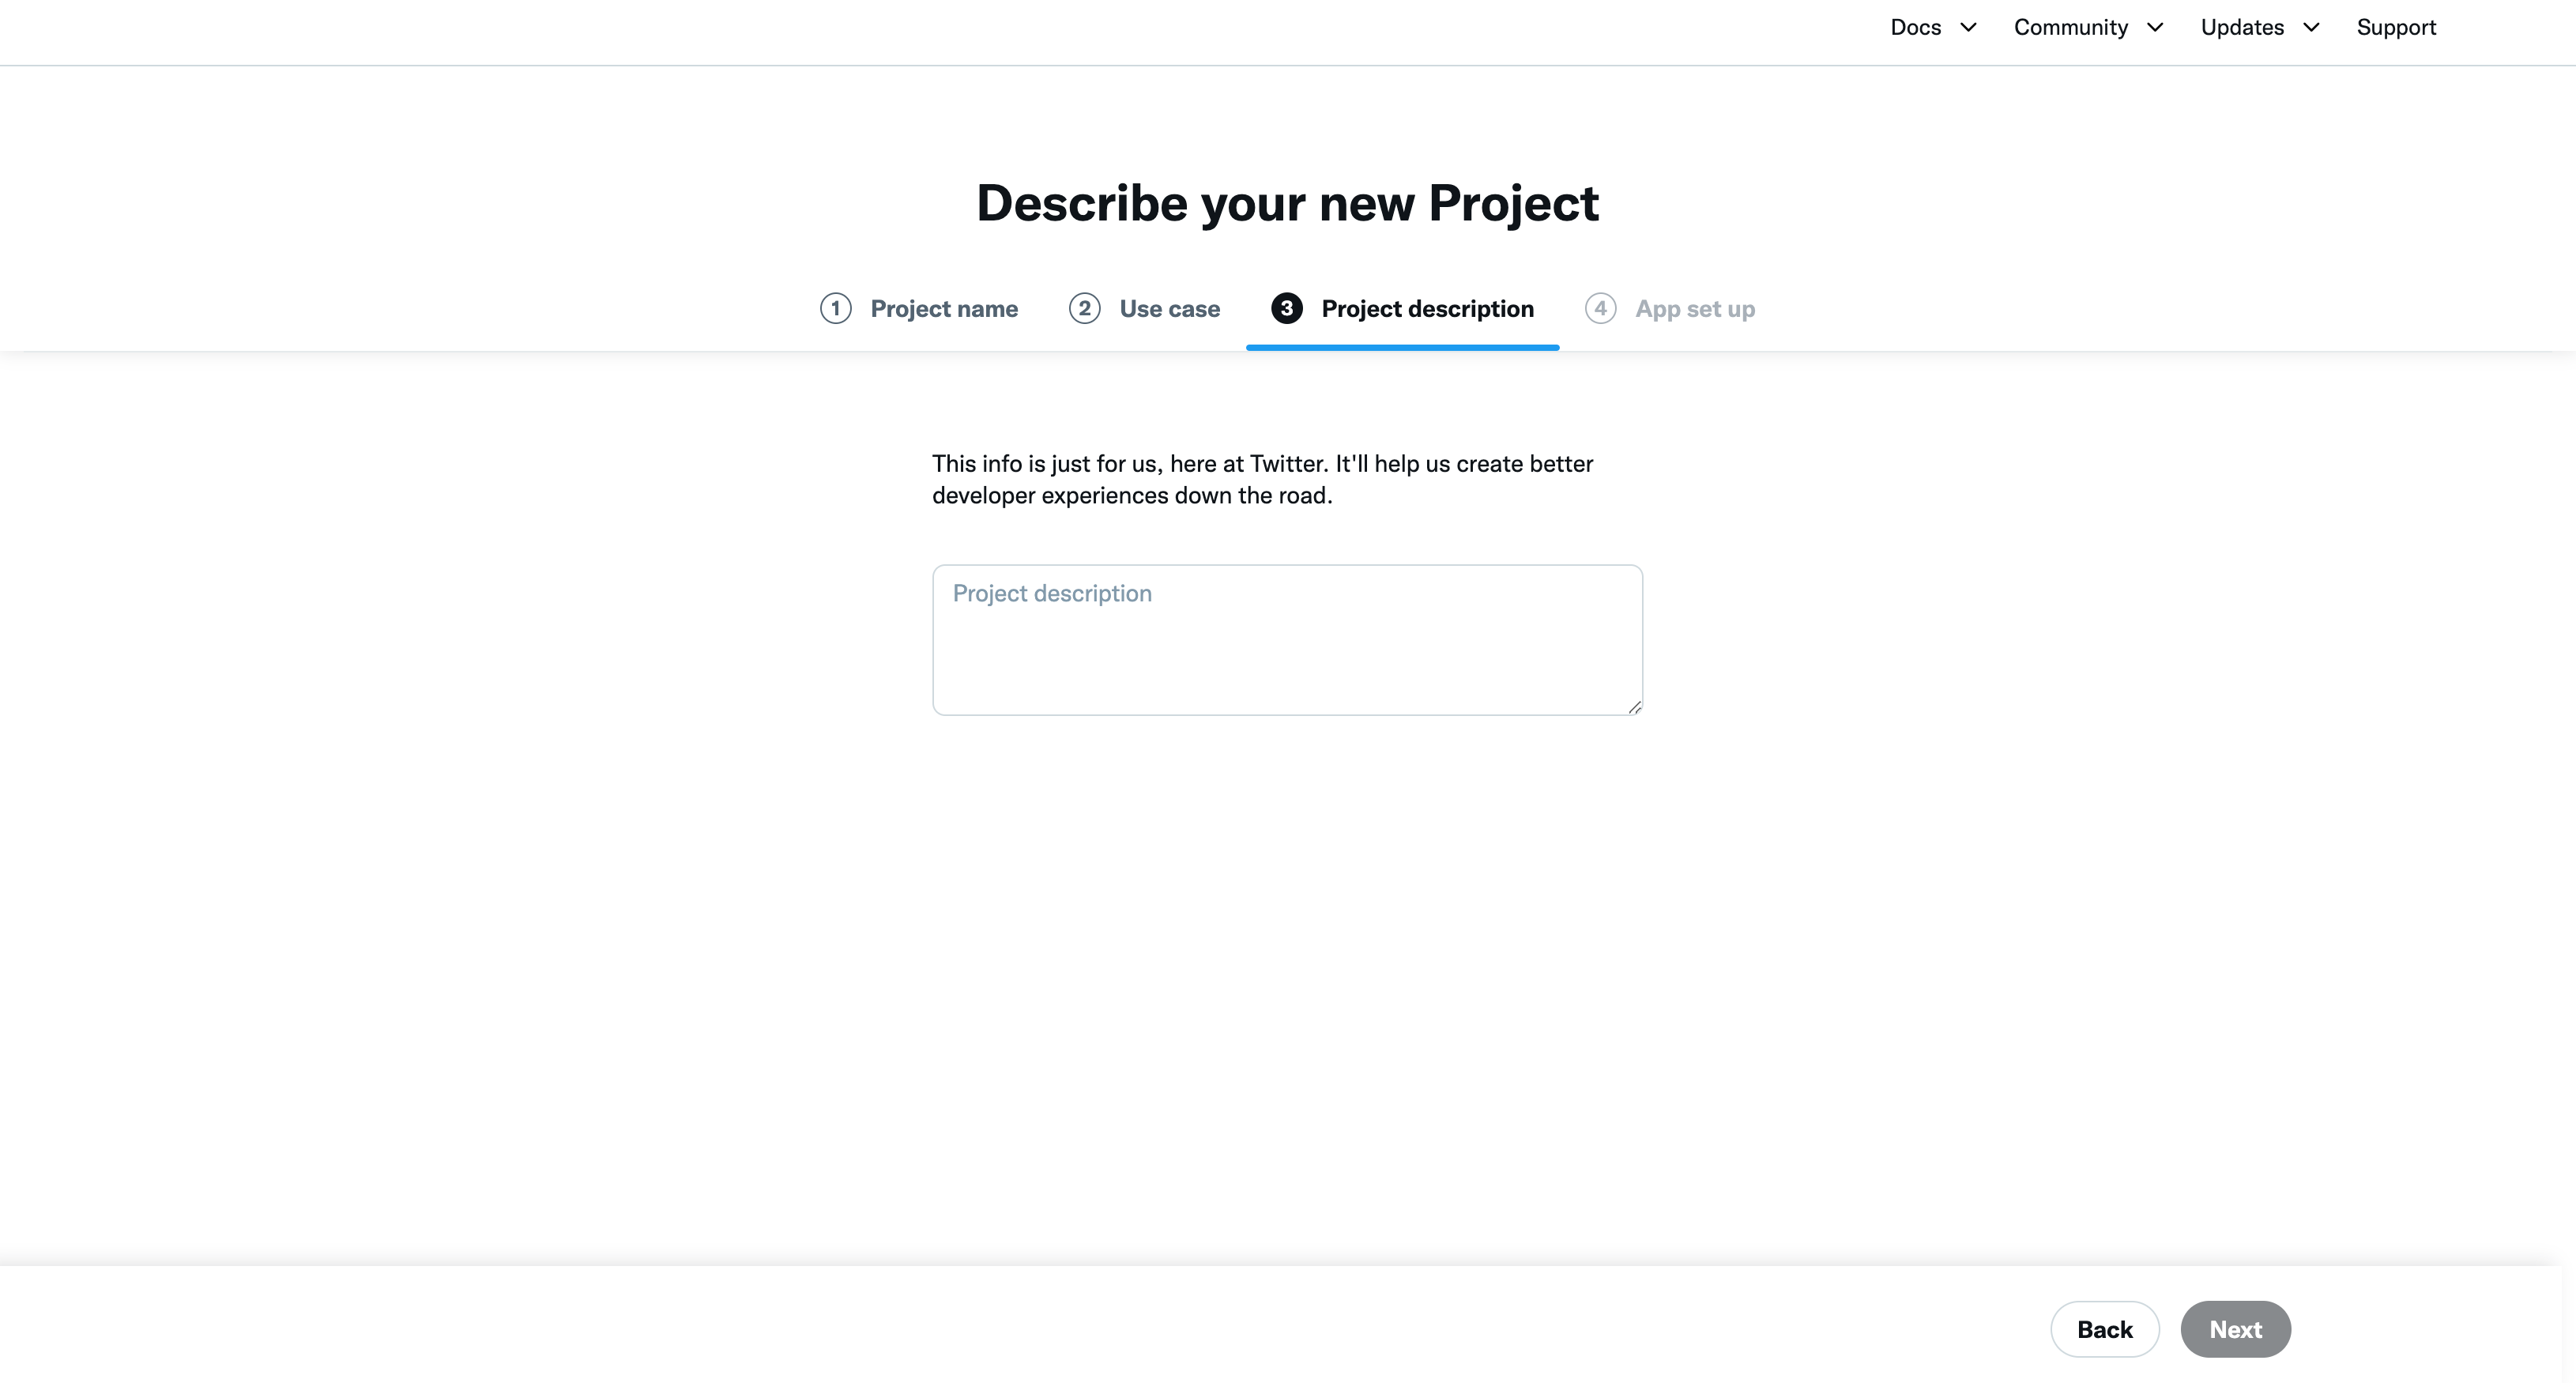 Docs Community Updates Support
Describe your new Project
1 Project name 2 Use case 3 Project description 4 App set up
This info is just for us, here at Twitter. It'll help us create better
developer experiences down the road.
Project description
Back Next